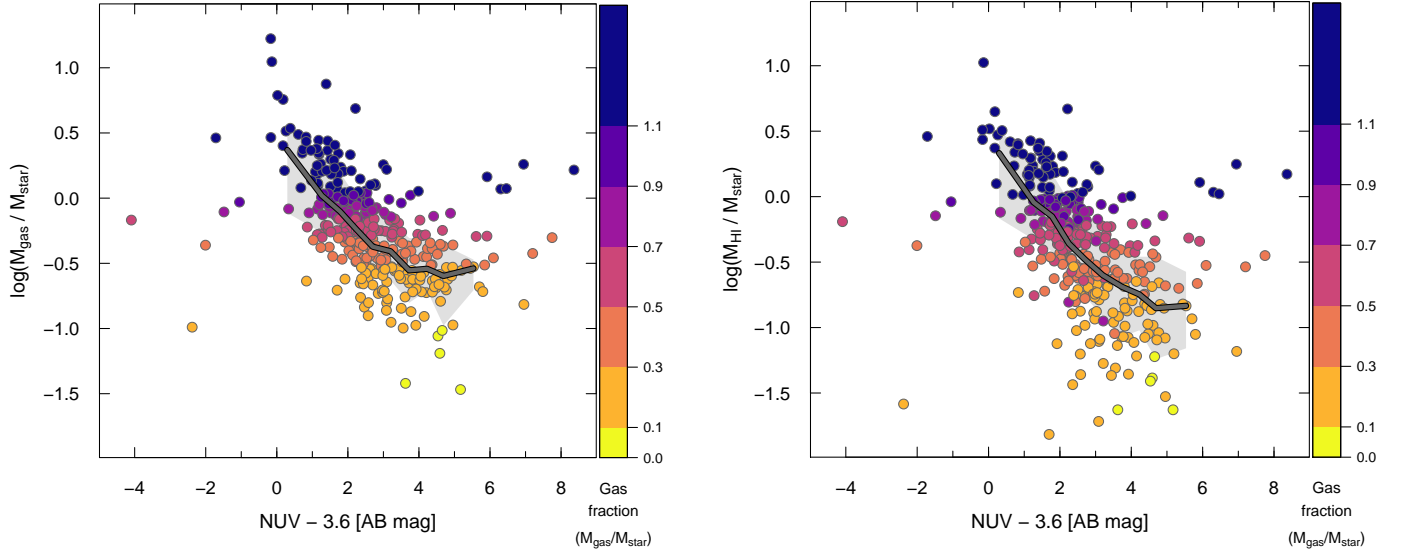 log(Mgas / Mstar)
1.0
0.5
0.0
−0.5
−1.0
−1.5
−4 −2 0 2 4 6 8
NUV − 3.6 [AB mag]
1.1
0.9
0.7
0.5
0.3
0.1
0.0
Gas
fraction
(Mgas/Mstar)
log(MHI / Mstar)
1.0
0.5
0.0
−0.5
−1.0
−1.5
−4 −2 0 2 4 6 8
NUV − 3.6 [AB mag]
1.1
0.9
0.7
0.5
0.3
0.1
0.0
Gas
fraction
(Mgas/Mstar)